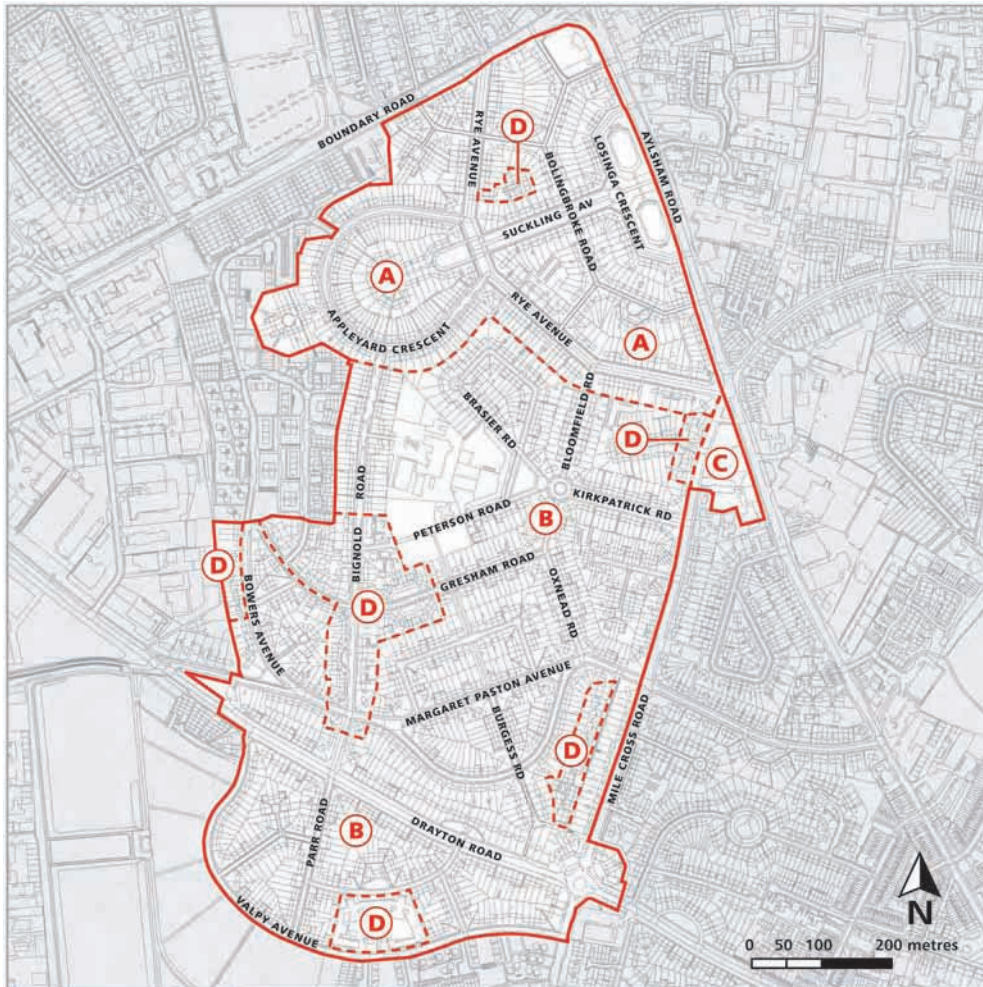 BOUNDARY ROAD
RYE AVENUE
D
BOLINGBROKE ROAD
LOSINGA CRESCENT
AYLSHAM ROAD
SUCKLING AV
A
APPLEYARD CRESCENT
RYE AVENUE
A
BRASIER RD
BLOOMFIELD RD
D
C
BIGNOLD ROAD
PETERSON ROAD
KIRKPATRICK RD
B
GRESHAM ROAD
D
BOWERS AVENUE
D
OXNEAD RD
MARGARET PASTON AVENUE
BURGESS RD
D
MILE CROSS ROAD
PARR ROAD
B
DRAYTON ROAD
VALPY AVENUE
D
N
0 50 100 200 metres